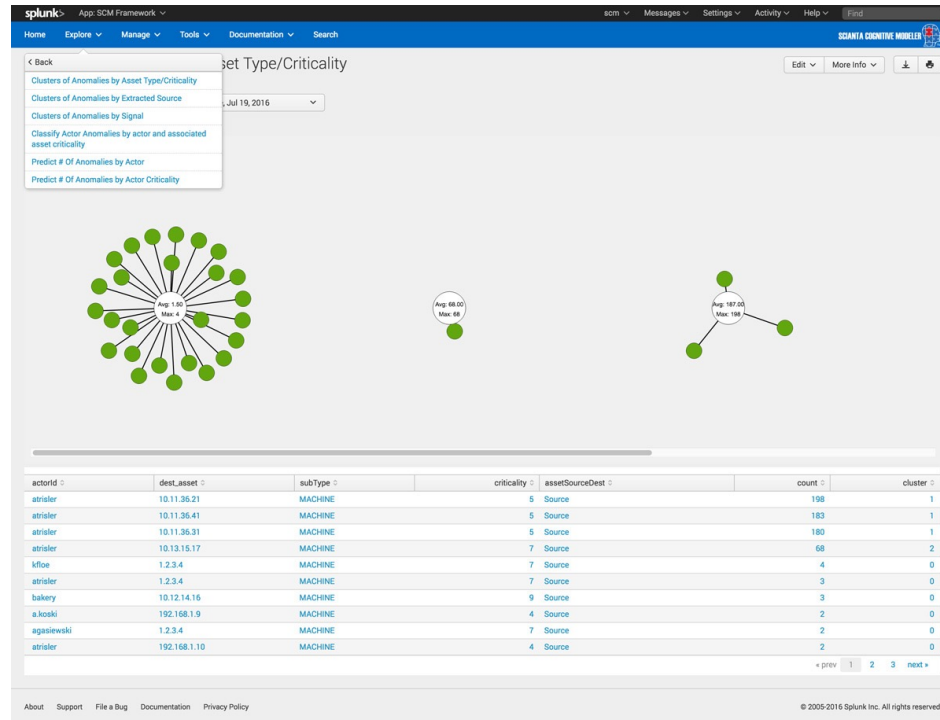 splunk> App: SCM Framework scm Messages Settings Activity Help Find
Home Explore Manage Tools Documentation Search SCIANTA COGNITIVE MODELER
< Back
Clusters of Anomalies by Asset Type/Criticality
Clusters of Anomalies by Extracted Source
Clusters of Anomalies by Signal
Classify Actor Anomalies by actor and associated
asset criticality
Predict # Of Anomalies by Actor
Predict # Of Anomalies by Actor Criticality
set Type/Criticality
Edit More Info
, Jul 19, 2016
Avg: 1.50
Max: 4
Avg: 68.00
Max: 68
Avg: 187.00
Max: 198
actorId dest_asset subType criticality assetSourceDest count cluster
atrisler 10.11.36.21 MACHINE 5 Source 198 1
atrisler 10.11.36.41 MACHINE 5 Source 183 1
atrisler 10.11.36.31 MACHINE 5 Source 180 1
atrisler 10.13.15.17 MACHINE 7 Source 68 2
kfloe 1.2.3.4 MACHINE 7 Source 4 0
atrisler 1.2.3.4 MACHINE 7 Source 3 0
bakery 10.12.14.16 MACHINE 9 Source 3 0
a.koski 192.168.1.9 MACHINE 4 Source 2 0
agasiewski 1.2.3.4 MACHINE 7 Source 2 0
atrisler 192.168.1.10 MACHINE 4 Source 2 0
« prev 1 2 3 next »
About Support File a Bug Documentation Privacy Policy © 2005-2016 Splunk Inc. All rights reserved